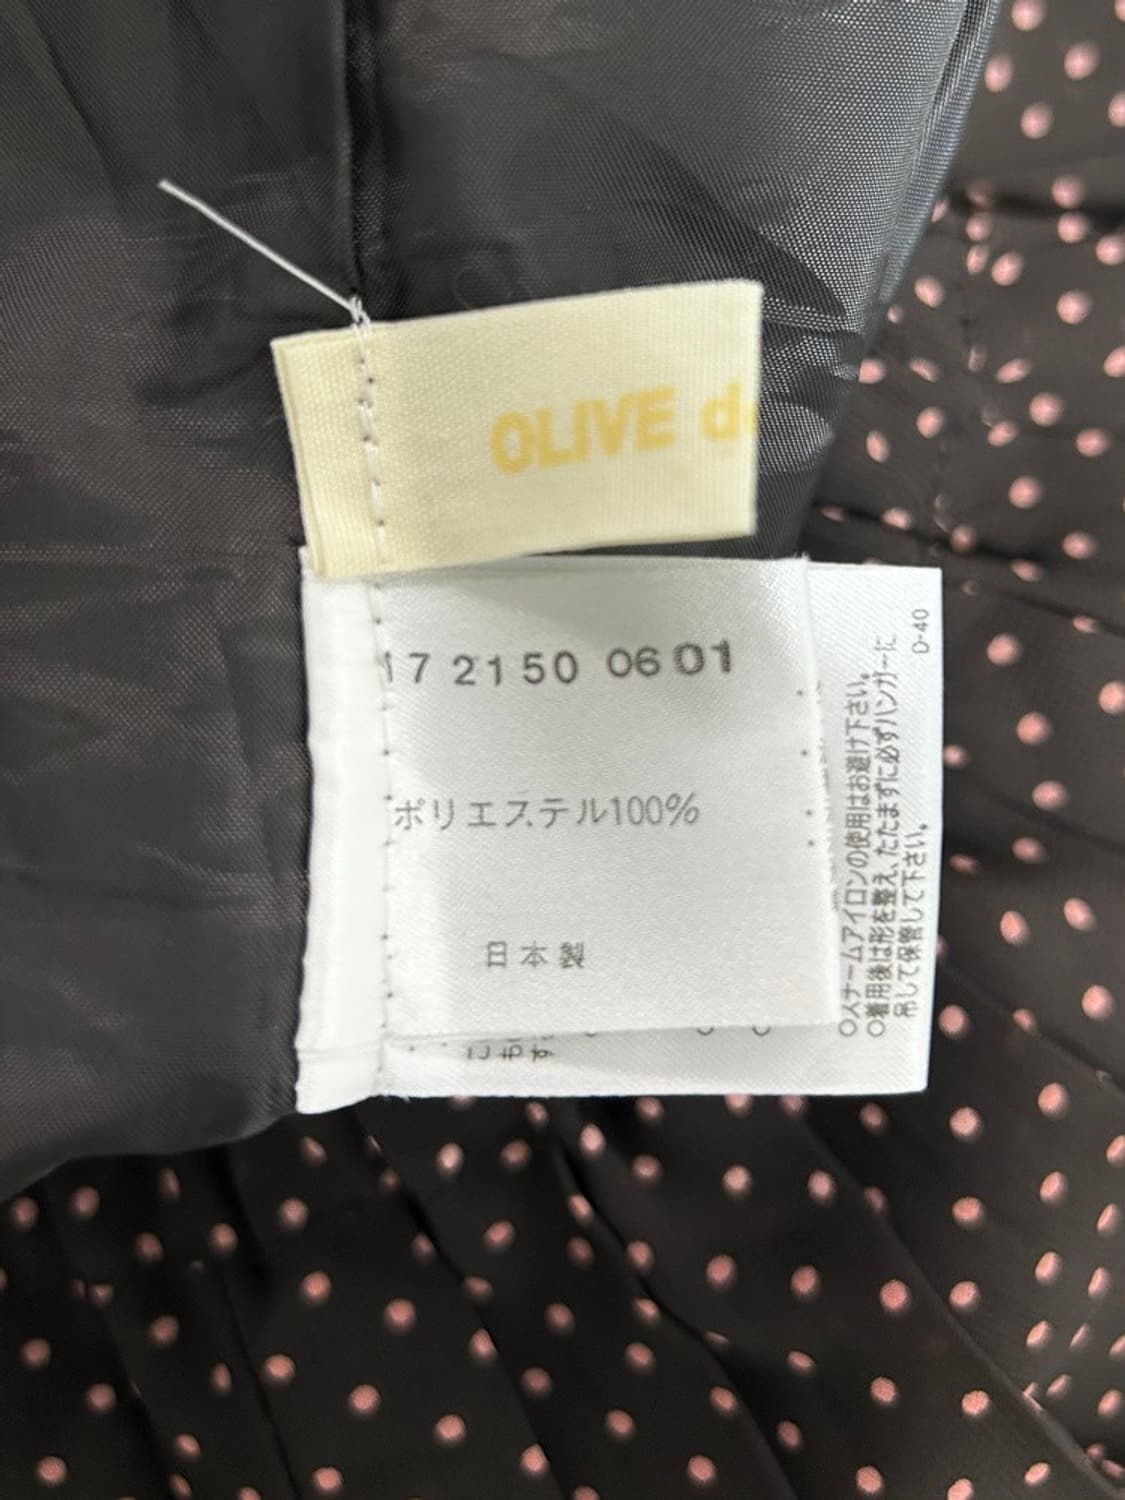 OLIVE d
17 2150 0601
ポリエステル100%
日本製
D-40
○スチームアイロンの使用はお避け下さい。
○着用後は形を整え、たたまずに必ずハンガーに
吊して保管して下さい。